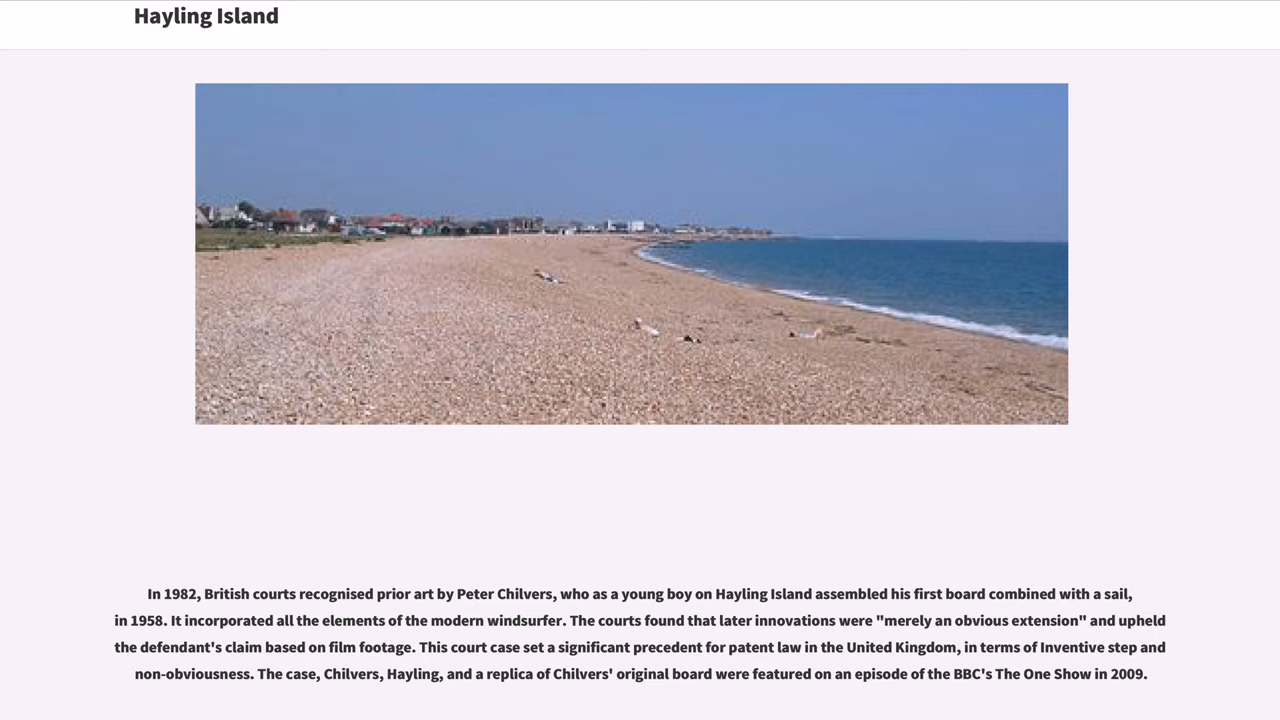 Hayling Island
In 1982, British courts recognised prior art by Peter Chilvers, who as a young boy on Hayling Island assembled his first board combined with a sail,
in 1958. It incorporated all the elements of the modern windsurfer. The courts found that later innovations were "merely an obvious extension" and upheld
the defendant's claim based on film footage. This court case set a significant precedent for patent law in the United Kingdom, in terms of Inventive step and
non-obviousness. The case, Chilvers, Hayling, and a replica of Chilvers' original board were featured on an episode of the BBC's The One Show in 2009.